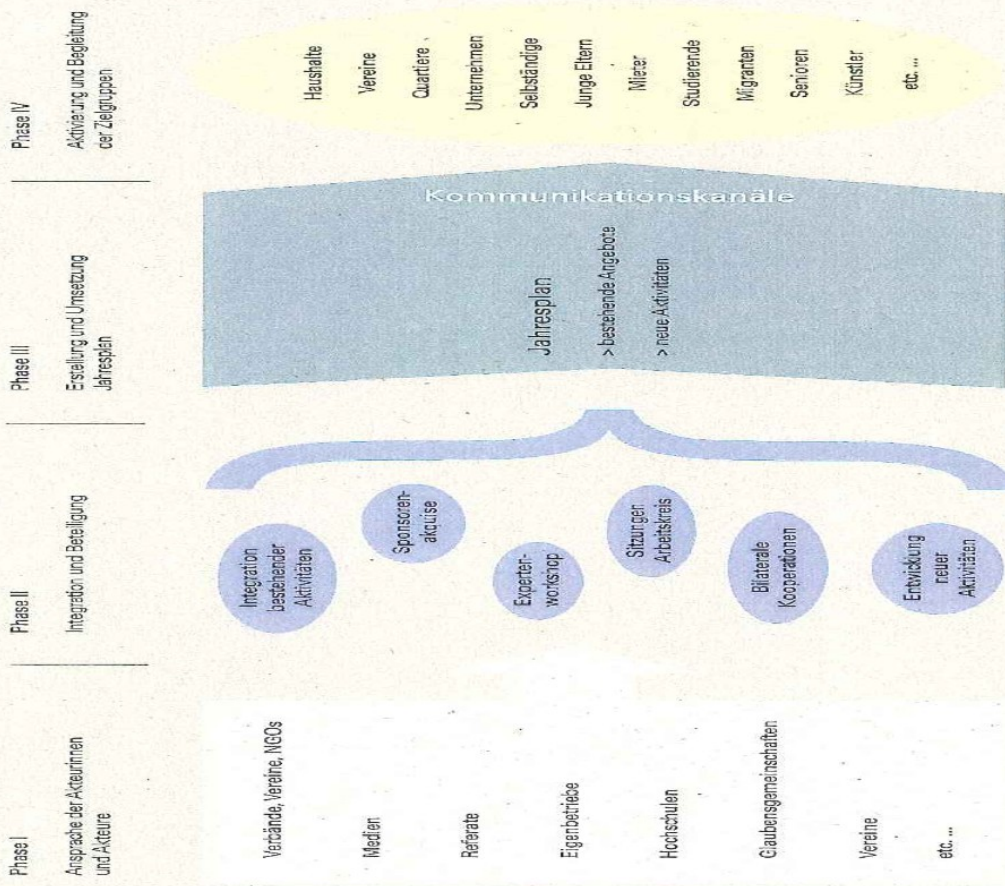 Phase I
Ansprache der Akteurinnen
und Akteure
Verbände, Vereine, NGOs
Medien
Referate
Eigenbetriebe
Hochschulen
Glaubensgemeinschaften
Vereine
etc. ...
Phase II
Integration und Beteiligung
Integration
bestehender
Aktivitäten
Sponsoren-
akquise
Experten-
workshop
Sitzungen
Arbeitskreis
Bilaterale
Kooperationen
Entwicklung
neuer
Aktivitäten
Phase III
Erstellung und Umsetzung
Jahresplan
Jahresplan
> bestehende Angebote
> neue Aktivitäten
Kommunikationskanäle
Phase IV
Aktivierung und Begleitung
der Zielgruppen
Haushalte
Vereine
Quartiere
Unternehmen
Selbständige
Junge Eltern
Mieter
Studierende
Migranten
Senioren
Künstler
etc. ...